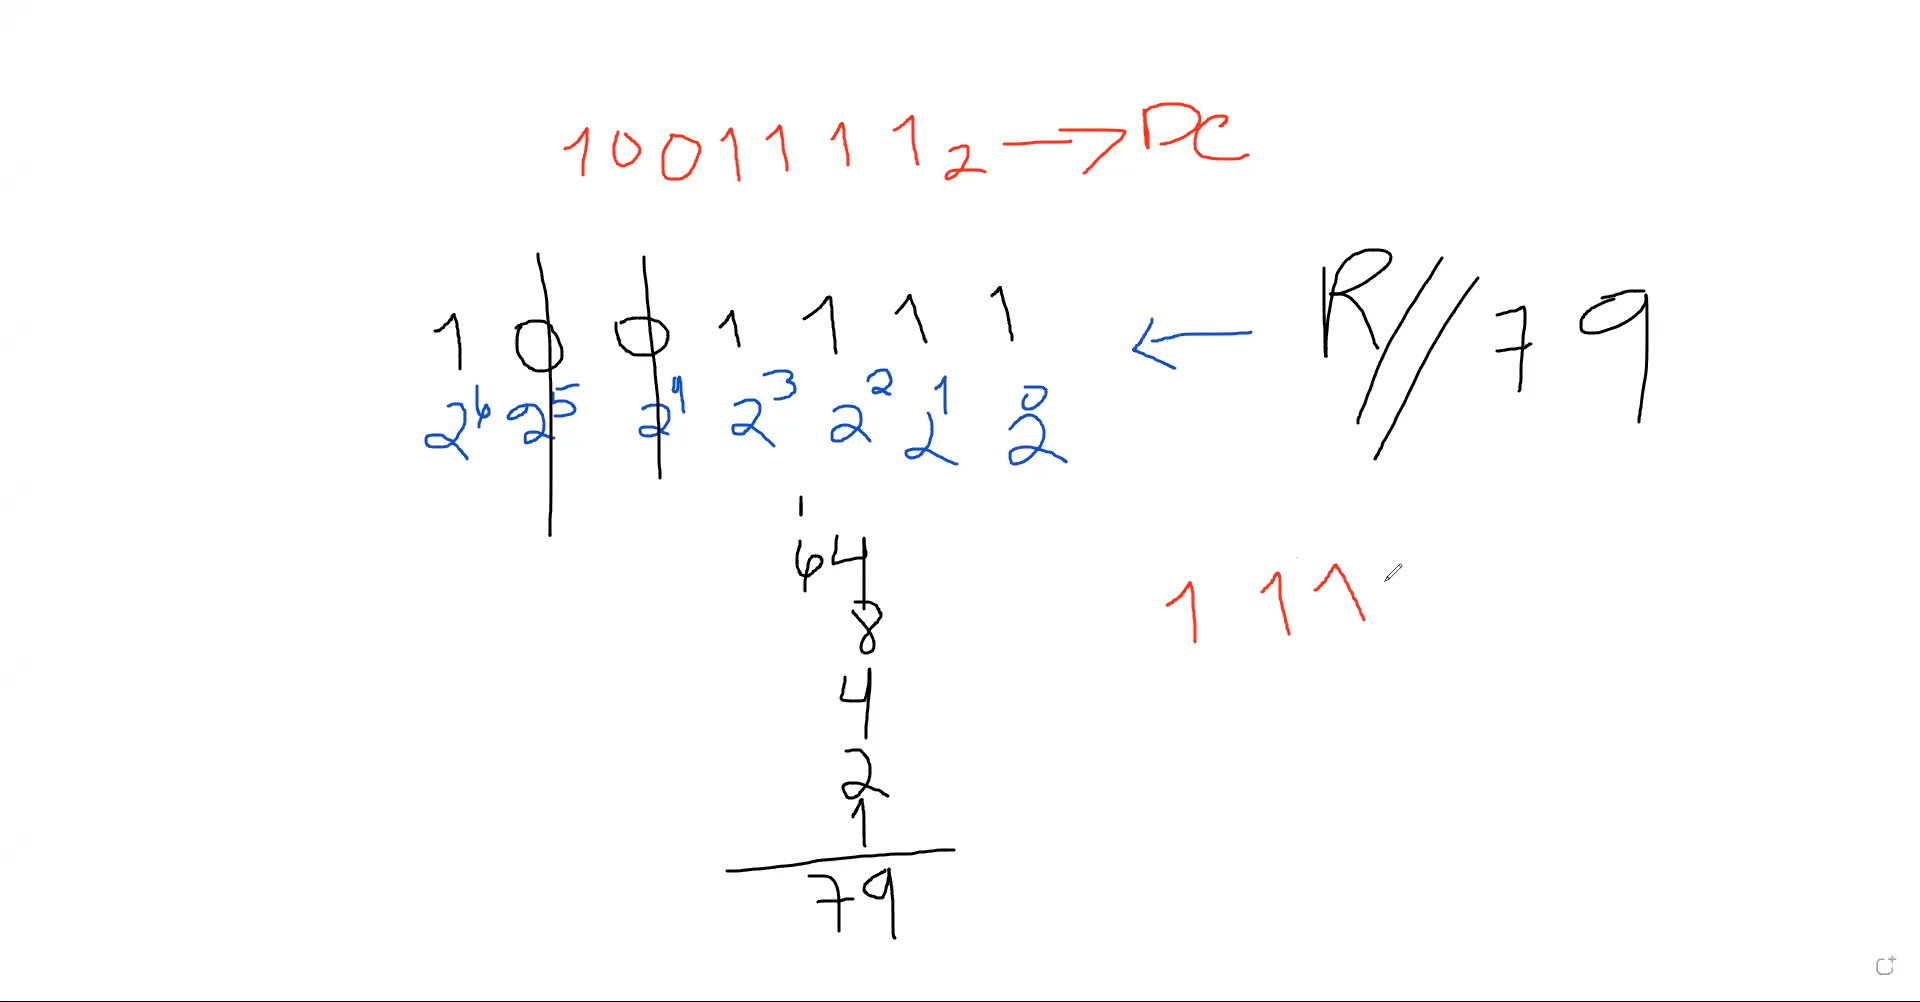 1001111₂ → DC
1 0 0 1 1 1 1 ←
2⁶ 2⁵ 2⁴ 2³ 2² 2¹ 2⁰
R// 79
1
64
8
4
2
1
79
1 1 1